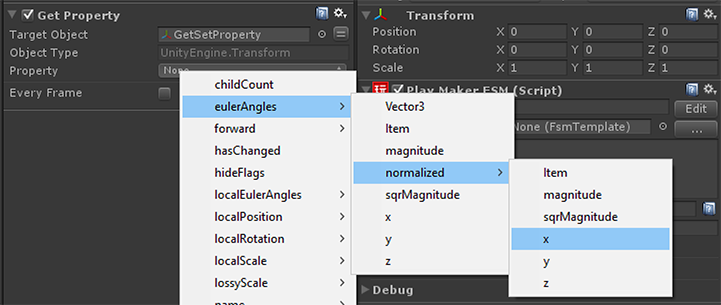 Get Property
Target Object GetSetProperty
Object Type UnityEngine.Transform
Property None
Every Frame
childCount
eulerAngles
forward
hasChanged
hideFlags
localEulerAngles
localPosition
localRotation
localScale
lossyScale
name
Vector3
Item
magnitude
normalized
sqrMagnitude
x
y
z
Item
magnitude
sqrMagnitude
x
y
z
Transform
Position X 0 Y 0 Z 0
Rotation X 0 Y 0 Z 0
Scale X 1 Y 1 Z 1
Play Maker FSM (Script)
Edit
None (FsmTemplate) ...
Debug